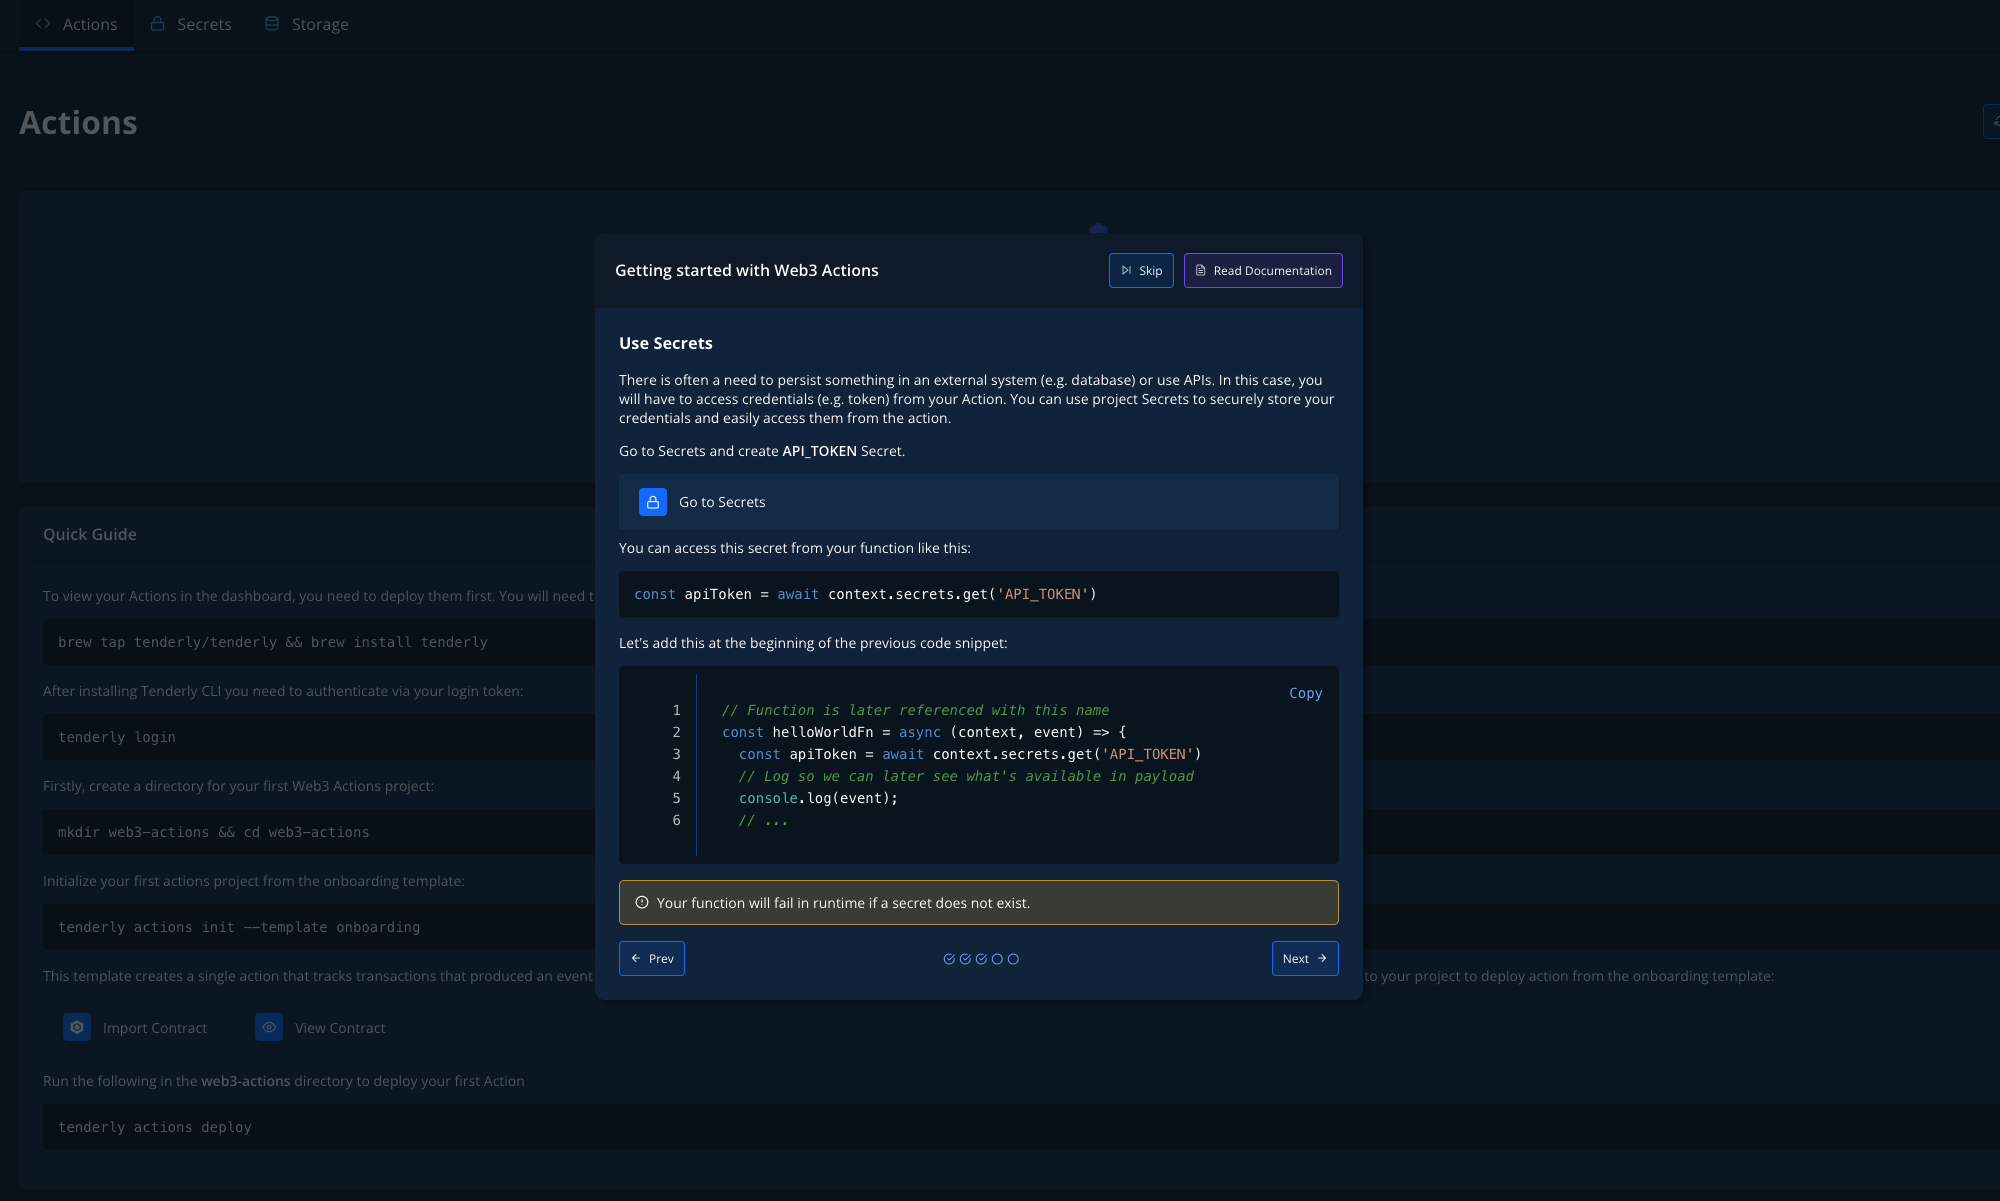 Actions
Secrets
Storage
Actions
Getting started with Web3 Actions
Skip
Read Documentation
Use Secrets
There is often a need to persist something in an external system (e.g. database) or use APIs. In this case, you
will have to access credentials (e.g. token) from your Action. You can use project Secrets to securely store your
credentials and easily access them from the action.
Go to Secrets and create API_TOKEN Secret.
Go to Secrets
You can access this secret from your function like this:
const apiToken = await context.secrets.get('API_TOKEN')
Let's add this at the beginning of the previous code snippet:
Copy
1 // Function is later referenced with this name
2 const helloWorldFn = async (context, event) => {
3 const apiToken = await context.secrets.get('API_TOKEN')
4 // Log so we can later see what's available in payload
5 console.log(event);
6 // ...
Your function will fail in runtime if a secret does not exist.
Prev
Next
Quick Guide
To view your Actions in the dashboard, you need to deploy them first. You will need
brew tap tenderly/tenderly && brew install tenderly
After installing Tenderly CLI you need to authenticate via your login token:
tenderly login
Firstly, create a directory for your first Web3 Actions project:
mkdir web3-actions && cd web3-actions
Initialize your first actions project from the onboarding template:
tenderly actions init --template onboarding
This template creates a single action that tracks transactions that produced an event to your project to deploy action from the onboarding template:
Import Contract
View Contract
Run the following in the web3-actions directory to deploy your first Action
tenderly actions deploy